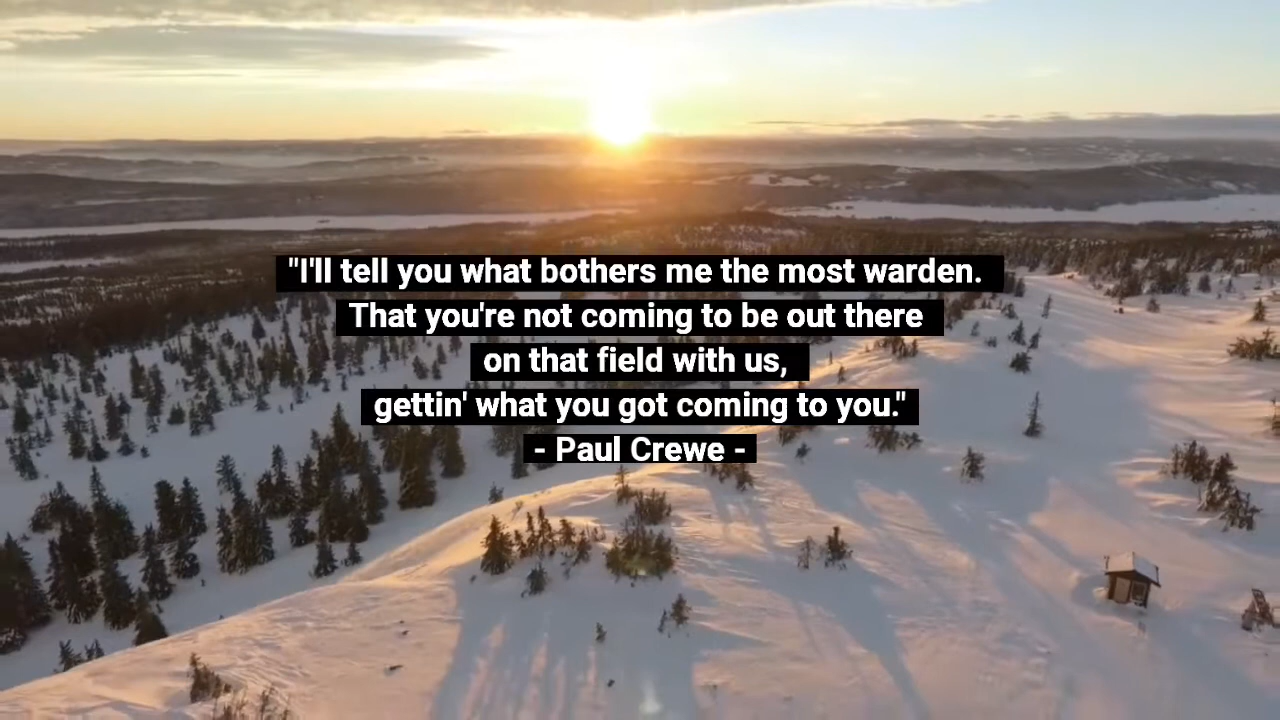 "I'll tell you what bothers me the most warden.
That you're not coming to be out there
on that field with us,
gettin' what you got coming to you."
- Paul Crewe -